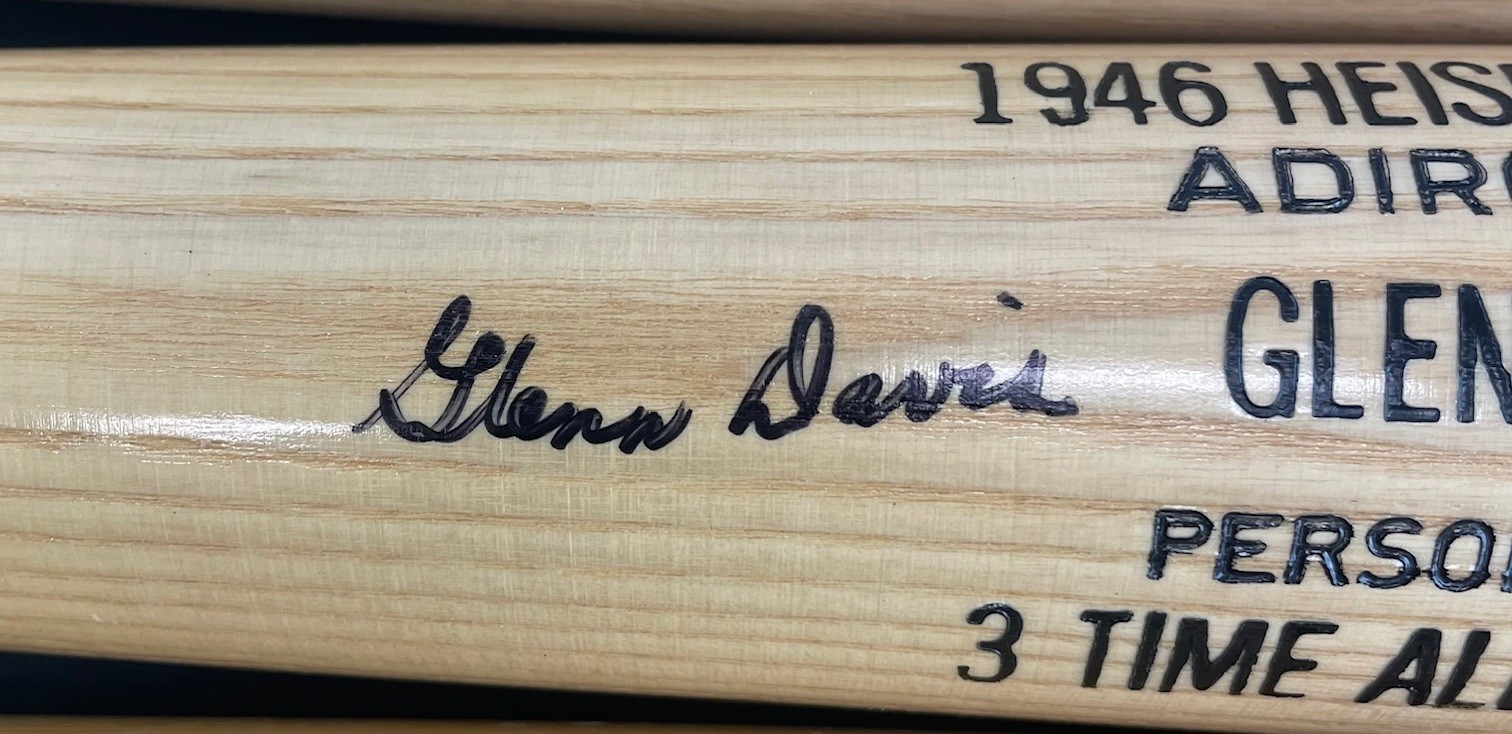 1946 HEIS
ADIR
Glenn Davis
GLEN
PERSO
3 TIME AL